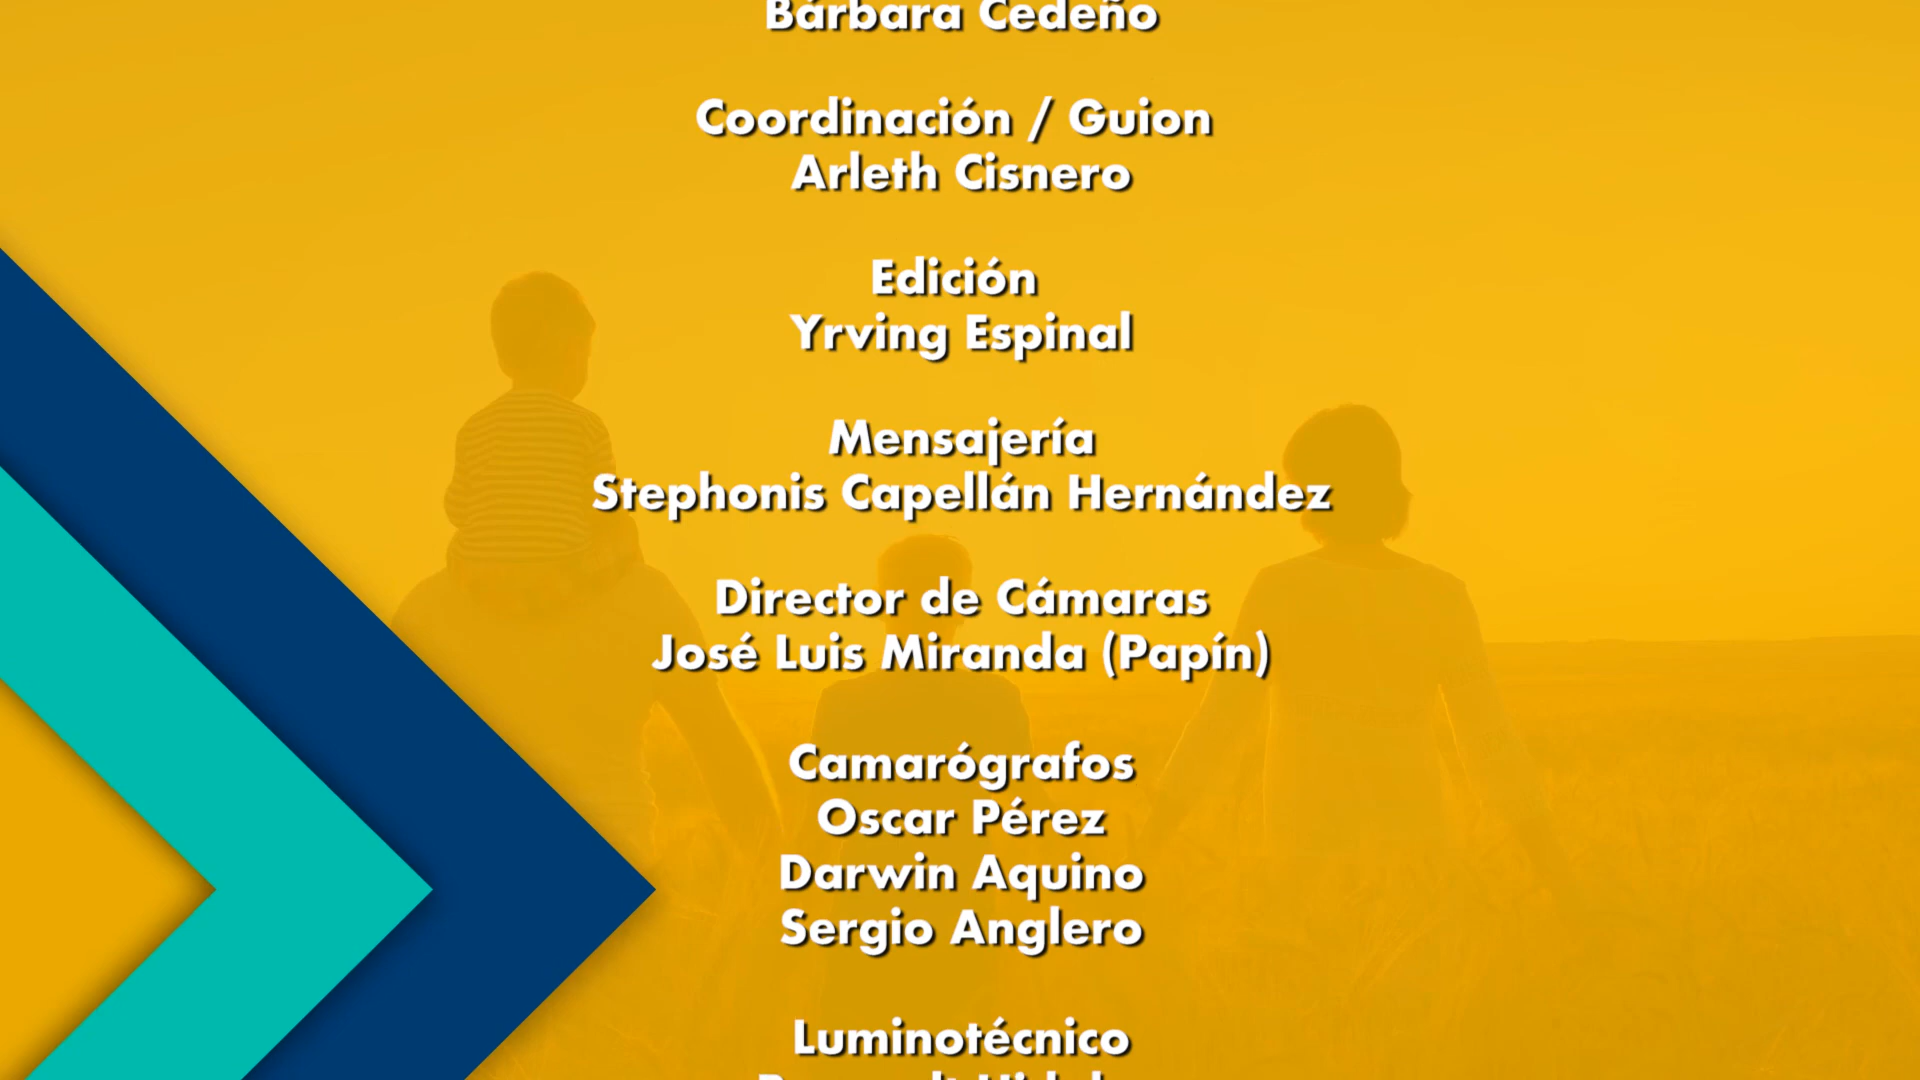 Bárbara Cedeño
Coordinación / Guion
Arleth Cisnero
Edición
Yrving Espinal
Mensajería
Stephonis Capellán Hernández
Director de Cámaras
José Luis Miranda (Papín)
Camarógrafos
Oscar Pérez
Darwin Aquino
Sergio Anglero
Luminotécnico